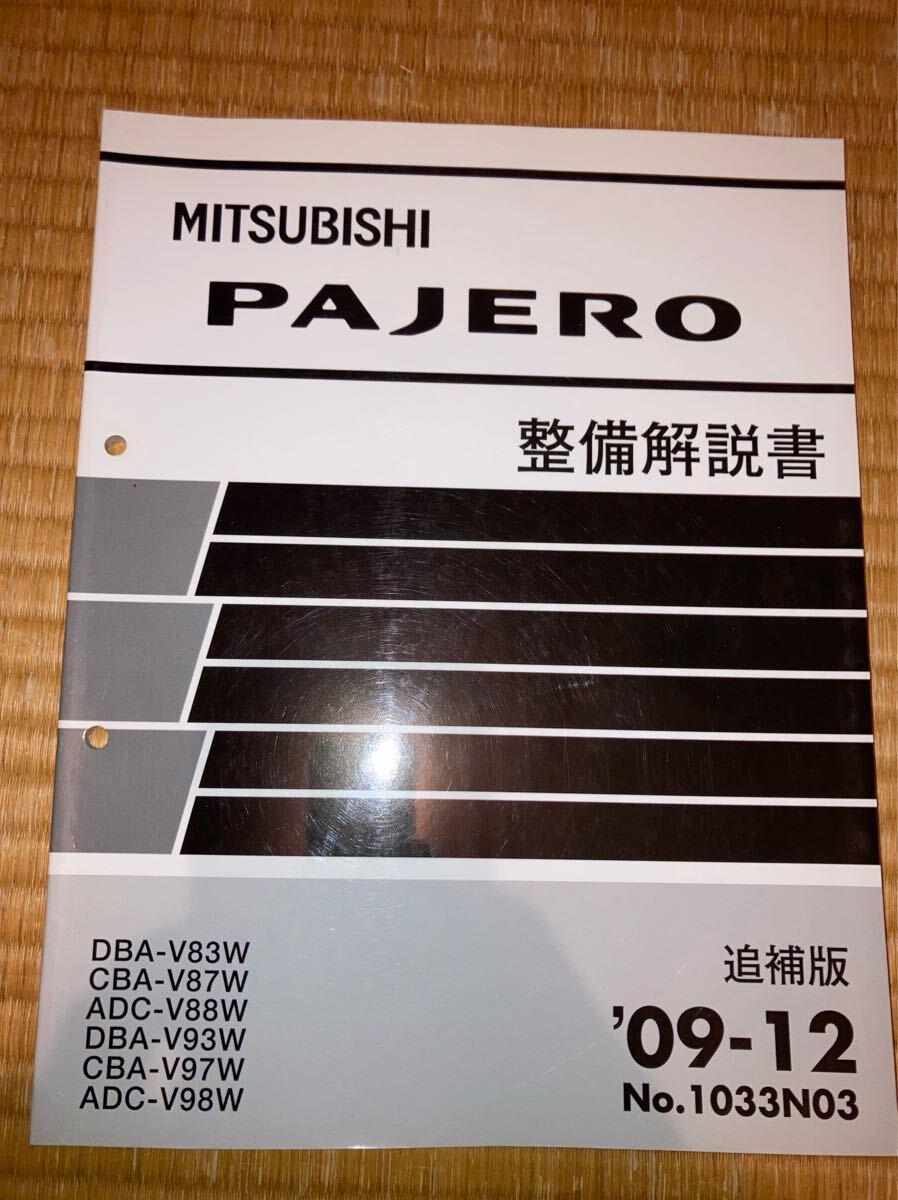 MITSUBISHI
PAJERO
整備解説書
DBA-V83W
CBA-V87W
ADC-V88W
DBA-V93W
CBA-V97W
ADC-V98W
追補版
'09-12
No.1033N03